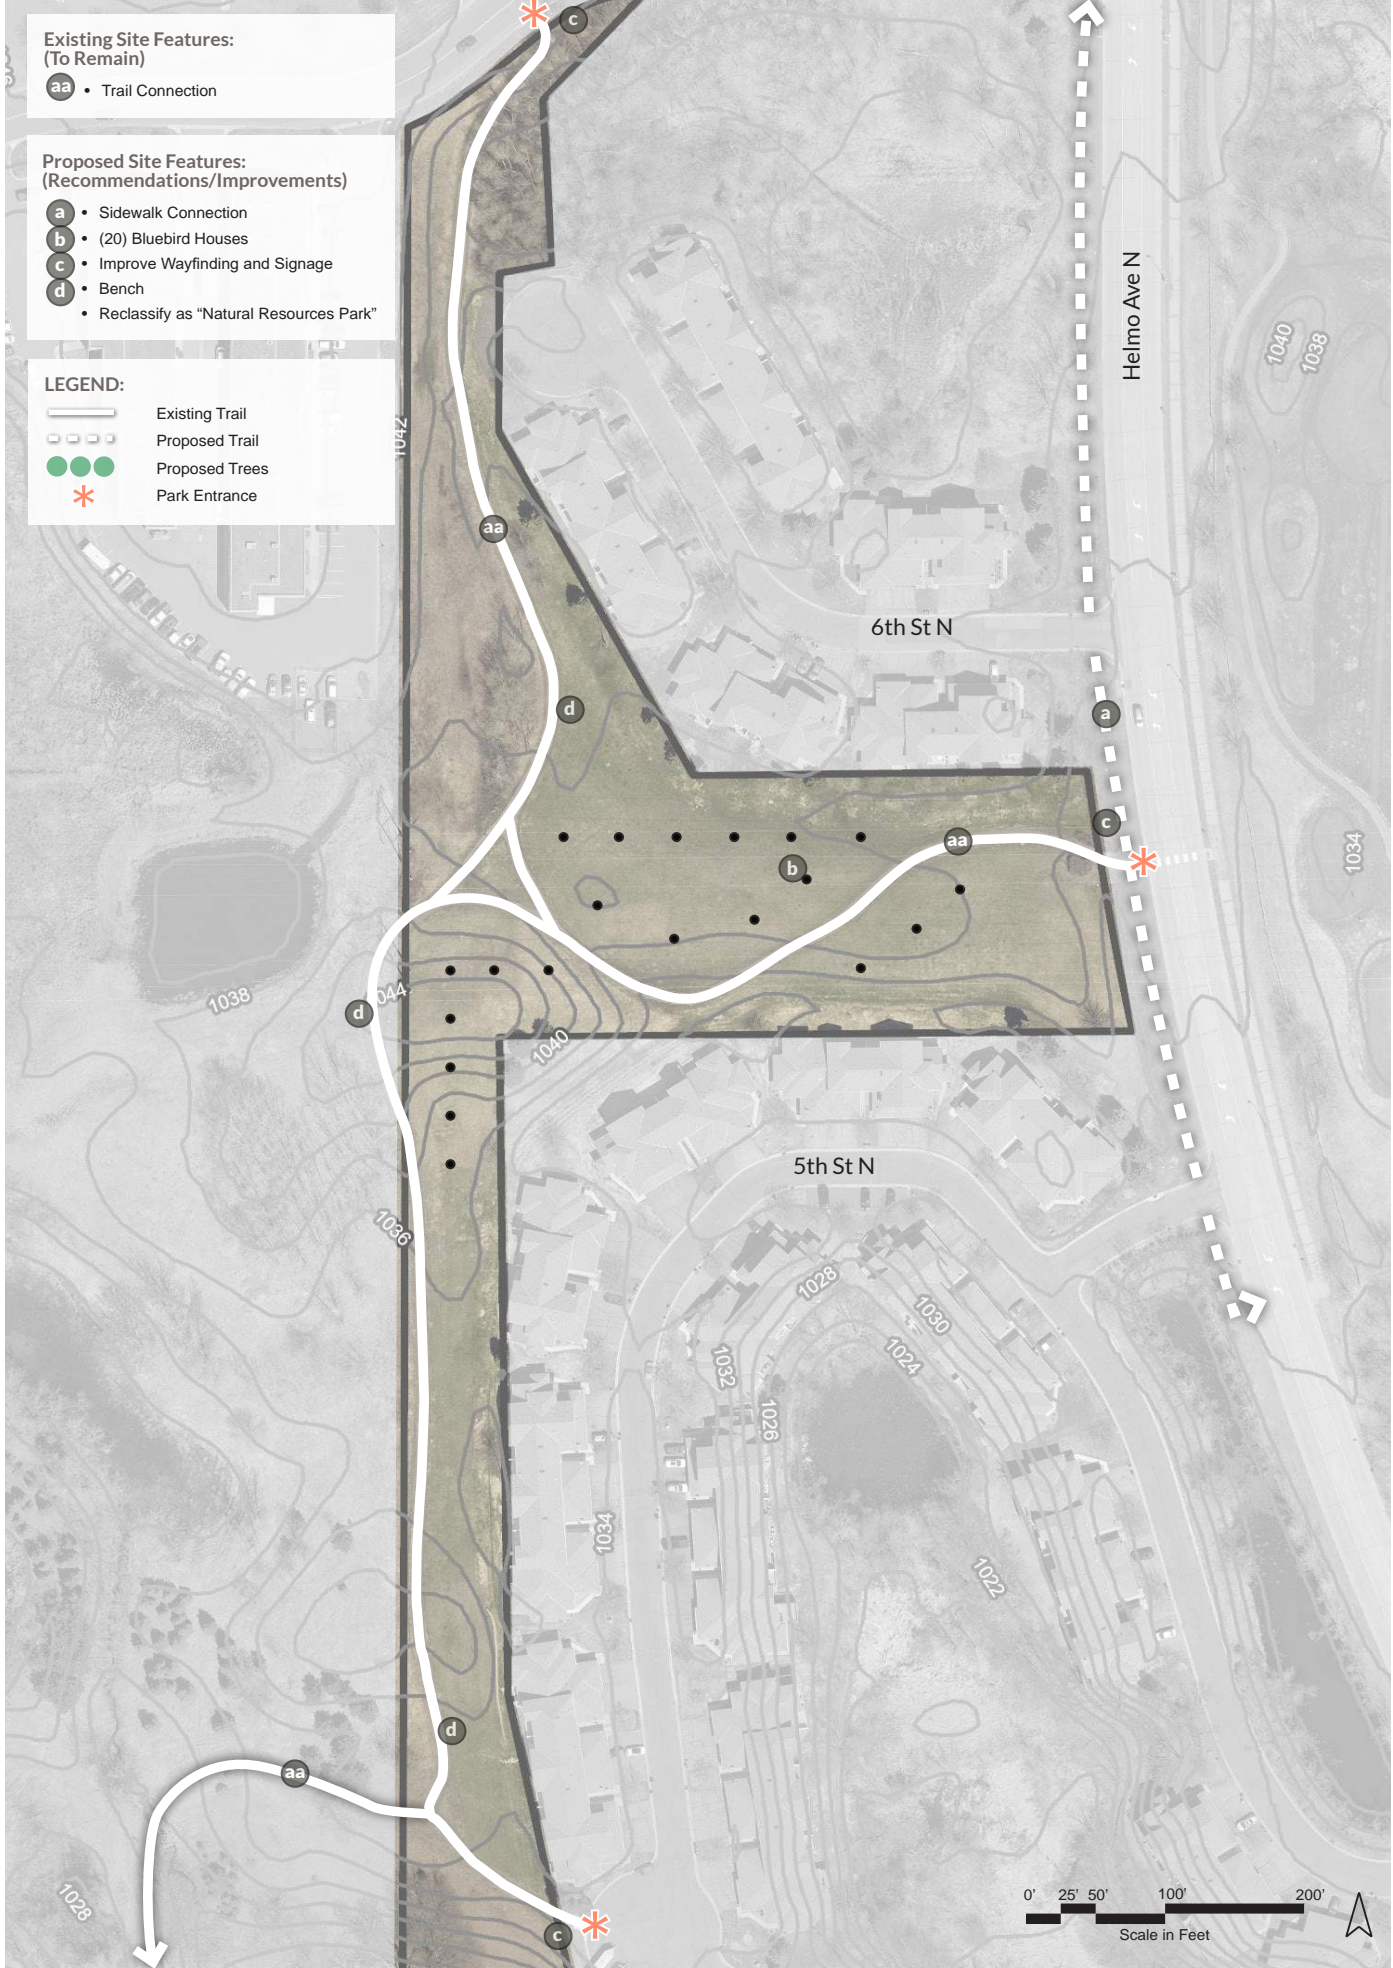 Existing Site Features:
(To Remain)
aa • Trail Connection
Proposed Site Features:
(Recommendations/Improvements)
a • Sidewalk Connection
b • (20) Bluebird Houses
c • Improve Wayfinding and Signage
d • Bench
• Reclassify as “Natural Resources Park”
LEGEND:
Existing Trail
Proposed Trail
Proposed Trees
Park Entrance
c
Helmo Ave N
1040
1038
1042
aa
6th St N
d
a
c
aa
b
1034
1038
1044
d
1040
5th St N
1036
1028
1030
1024
1032
1026
1034
1022
d
aa
1028
c
0' 25' 50' 100' 200'
Scale in Feet